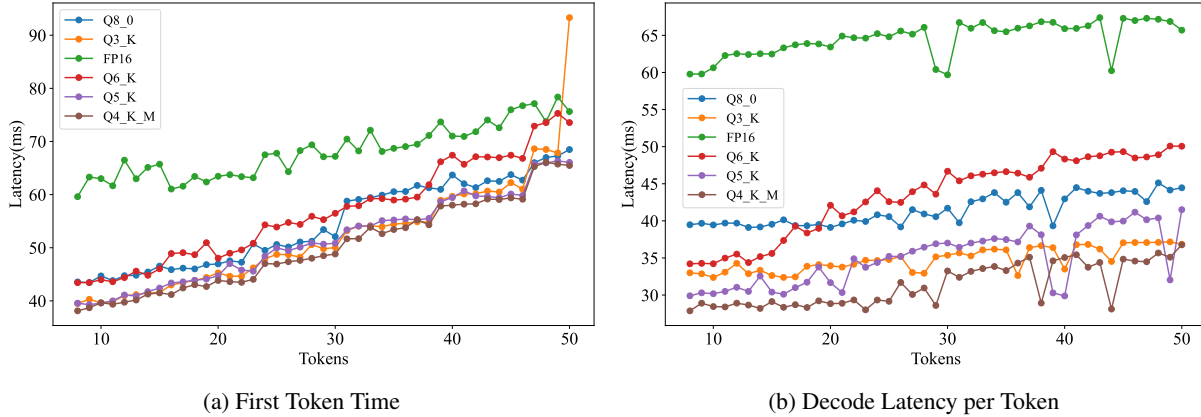 Q8_0
Q3_K
FP16
Q6_K
Q5_K
Q4_K_M
Latency(ms)
90
80
70
60
50
40
10
20
30
40
50
Tokens
(a) First Token Time
Q8_0
Q3_K
FP16
Q6_K
Q5_K
Q4_K_M
Latency(ms)
65
60
55
50
45
40
35
30
10
20
30
40
50
Tokens
(b) Decode Latency per Token